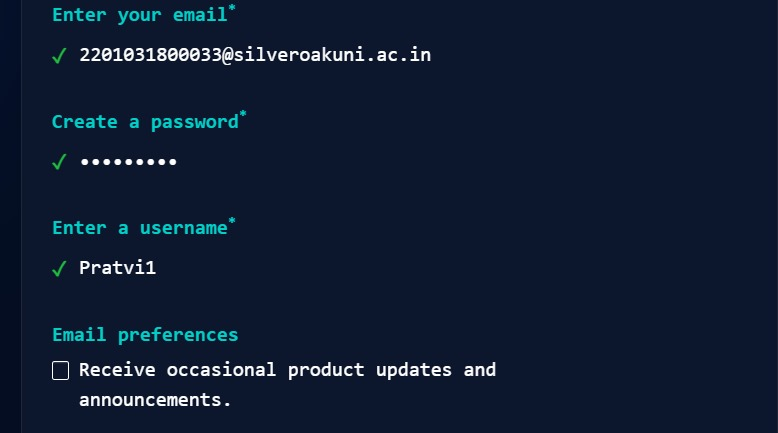 Enter your email*
✓ 2201031800033@silveroakuni.ac.in
Create a password*
✓ •••••••••
Enter a username*
✓ Pratvi1
Email preferences
Receive occasional product updates and
announcements.